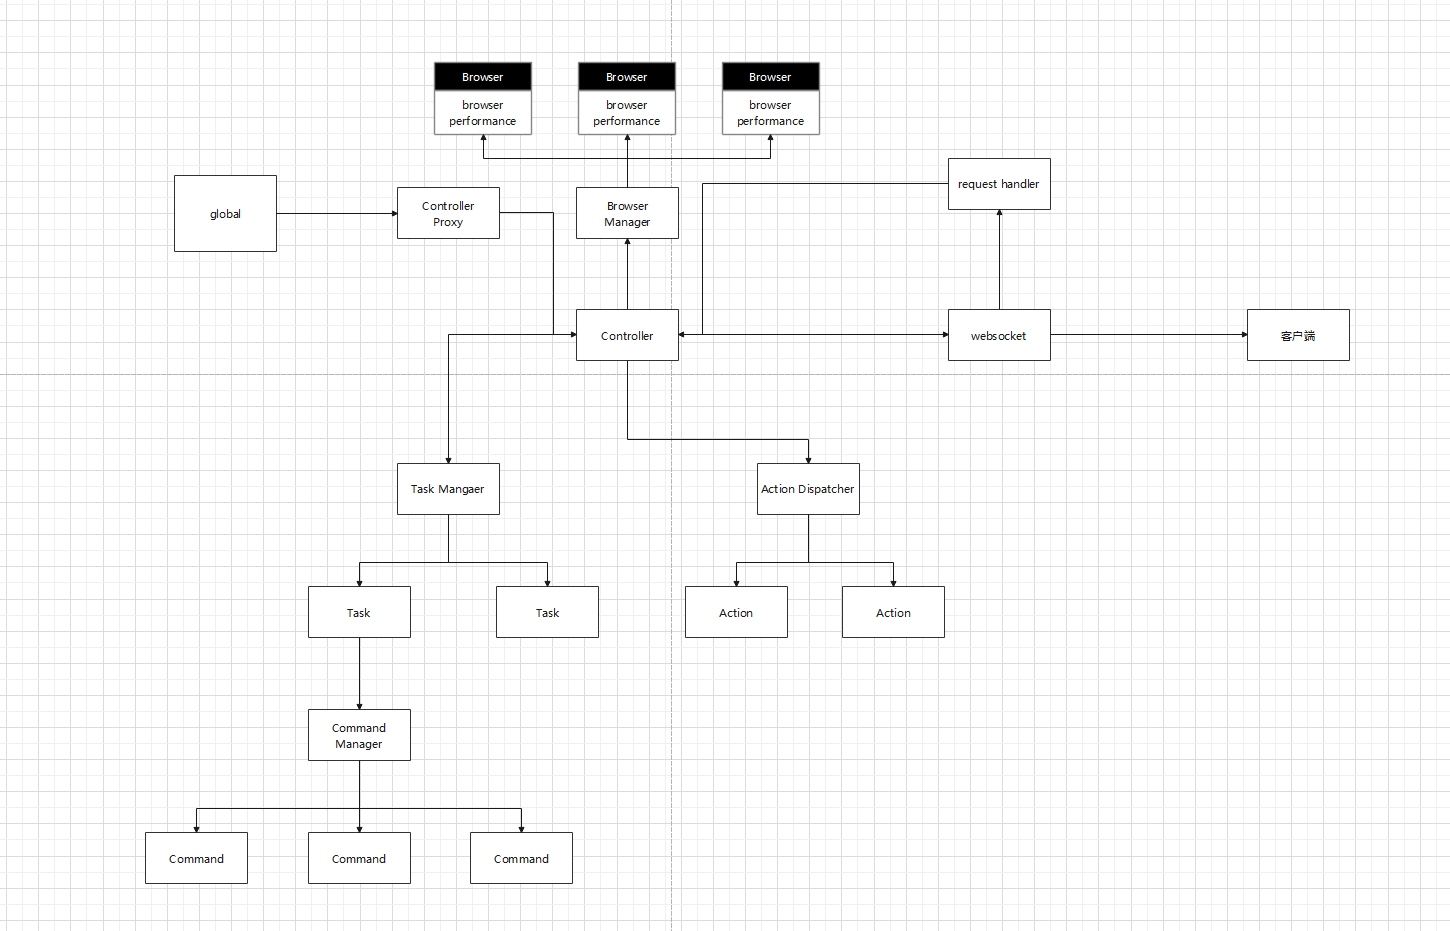 Browser
browser
performance
Browser
browser
performance
Browser
browser
performance
request handler
global
Controller
Proxy
Browser
Manager
Controller
websocket
客户端
Task Mangaer
Action Dispatcher
Task
Task
Action
Action
Command
Manager
Command
Command
Command